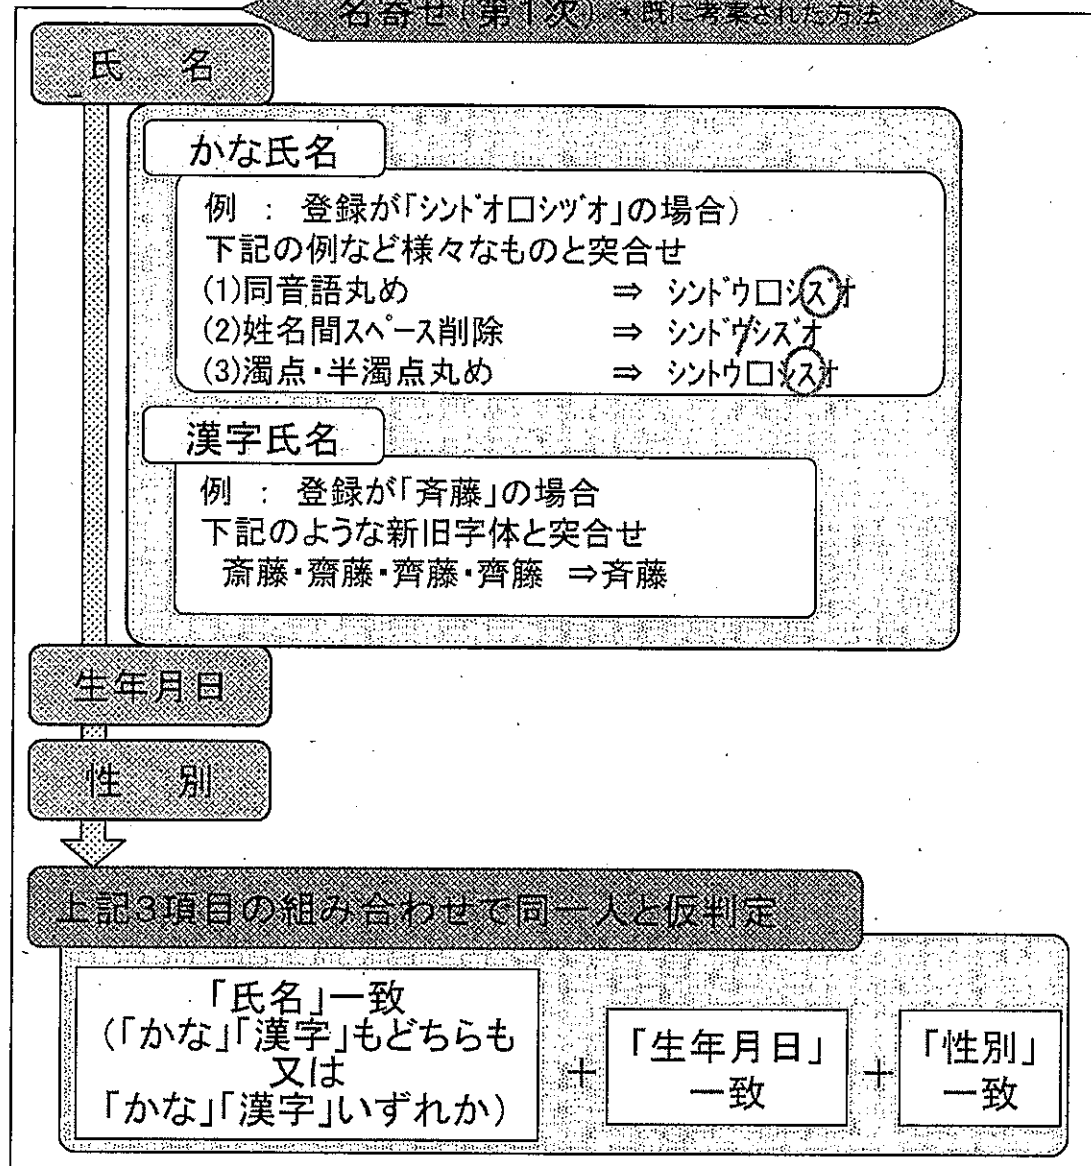 名寄せ(第1次) *既に考案された方法
氏 名
かな氏名
例 : 登録が「シンドオ□シヅオ」の場合)
下記の例など様々なものと突合せ
(1)同音語丸め ⇒ シンドウ□シズオ
(2)姓名間スペース削除 ⇒ シンドウシズオ
(3)濁点・半濁点丸め ⇒ シントウ□シスオ
漢字氏名
例 : 登録が「斉藤」の場合
下記のような新旧字体と突合せ
斎藤・齋藤・齊藤・齊籐 ⇒斉藤
生年月日
性 別
上記3項目の組み合わせで同一人と仮判定
「氏名」一致
(「かな」「漢字」もどちらも
又は
「かな」「漢字」いずれか)
+
「生年月日」
一致
+
「性別」
一致